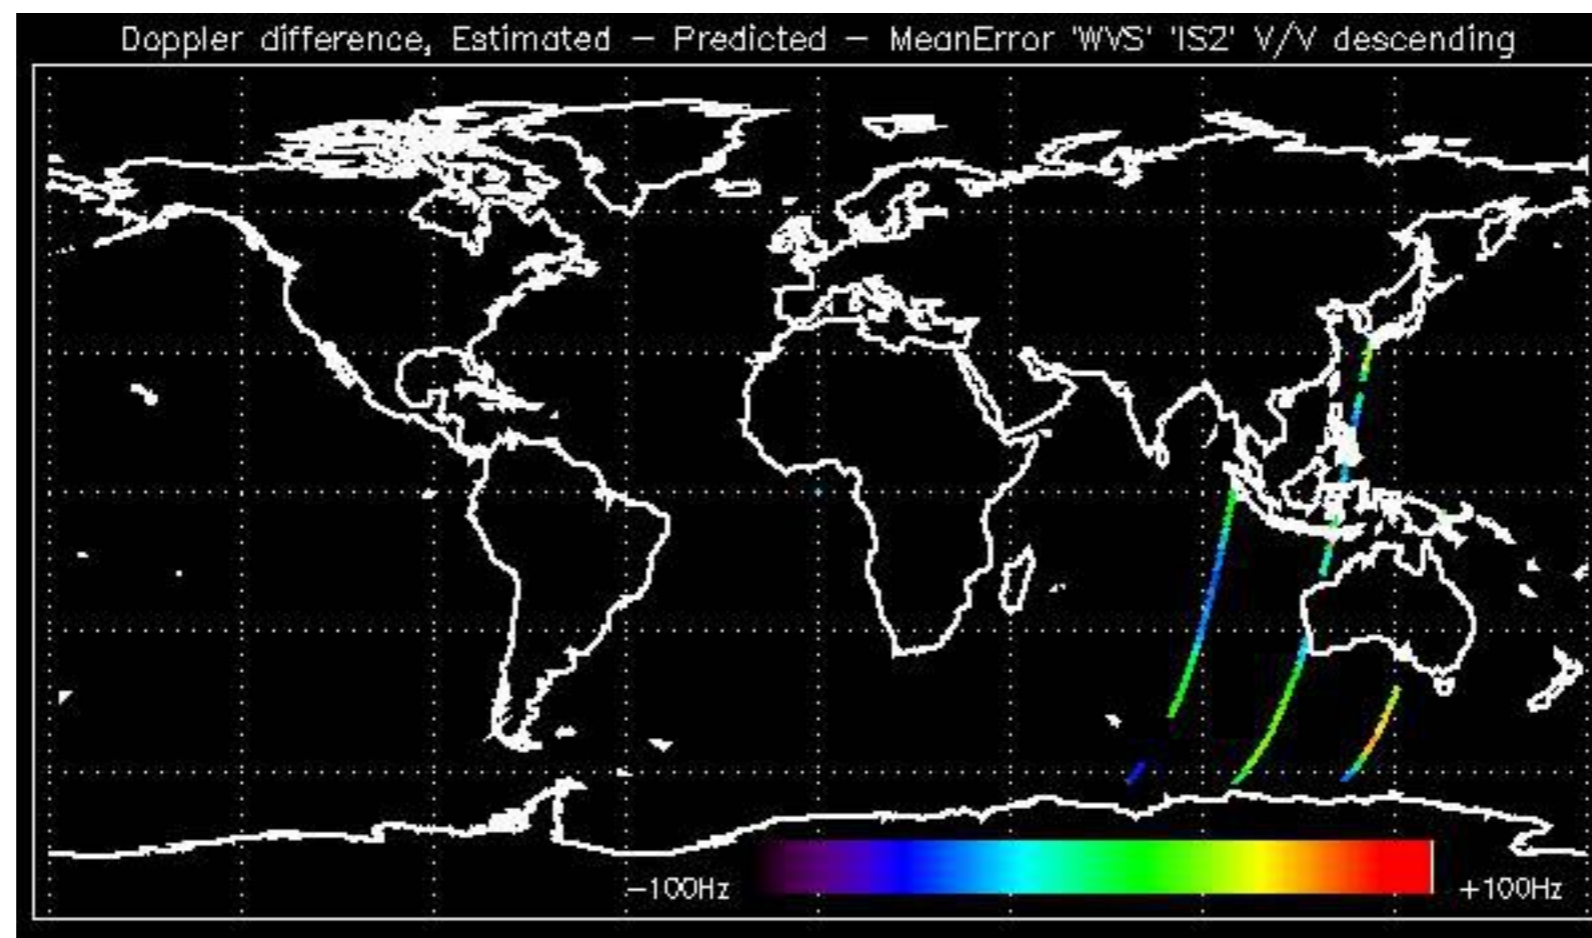 Doppler difference, Estimated – Predicted – MeanError 'WVS' 'IS2' V/V descending
–100Hz
+100Hz